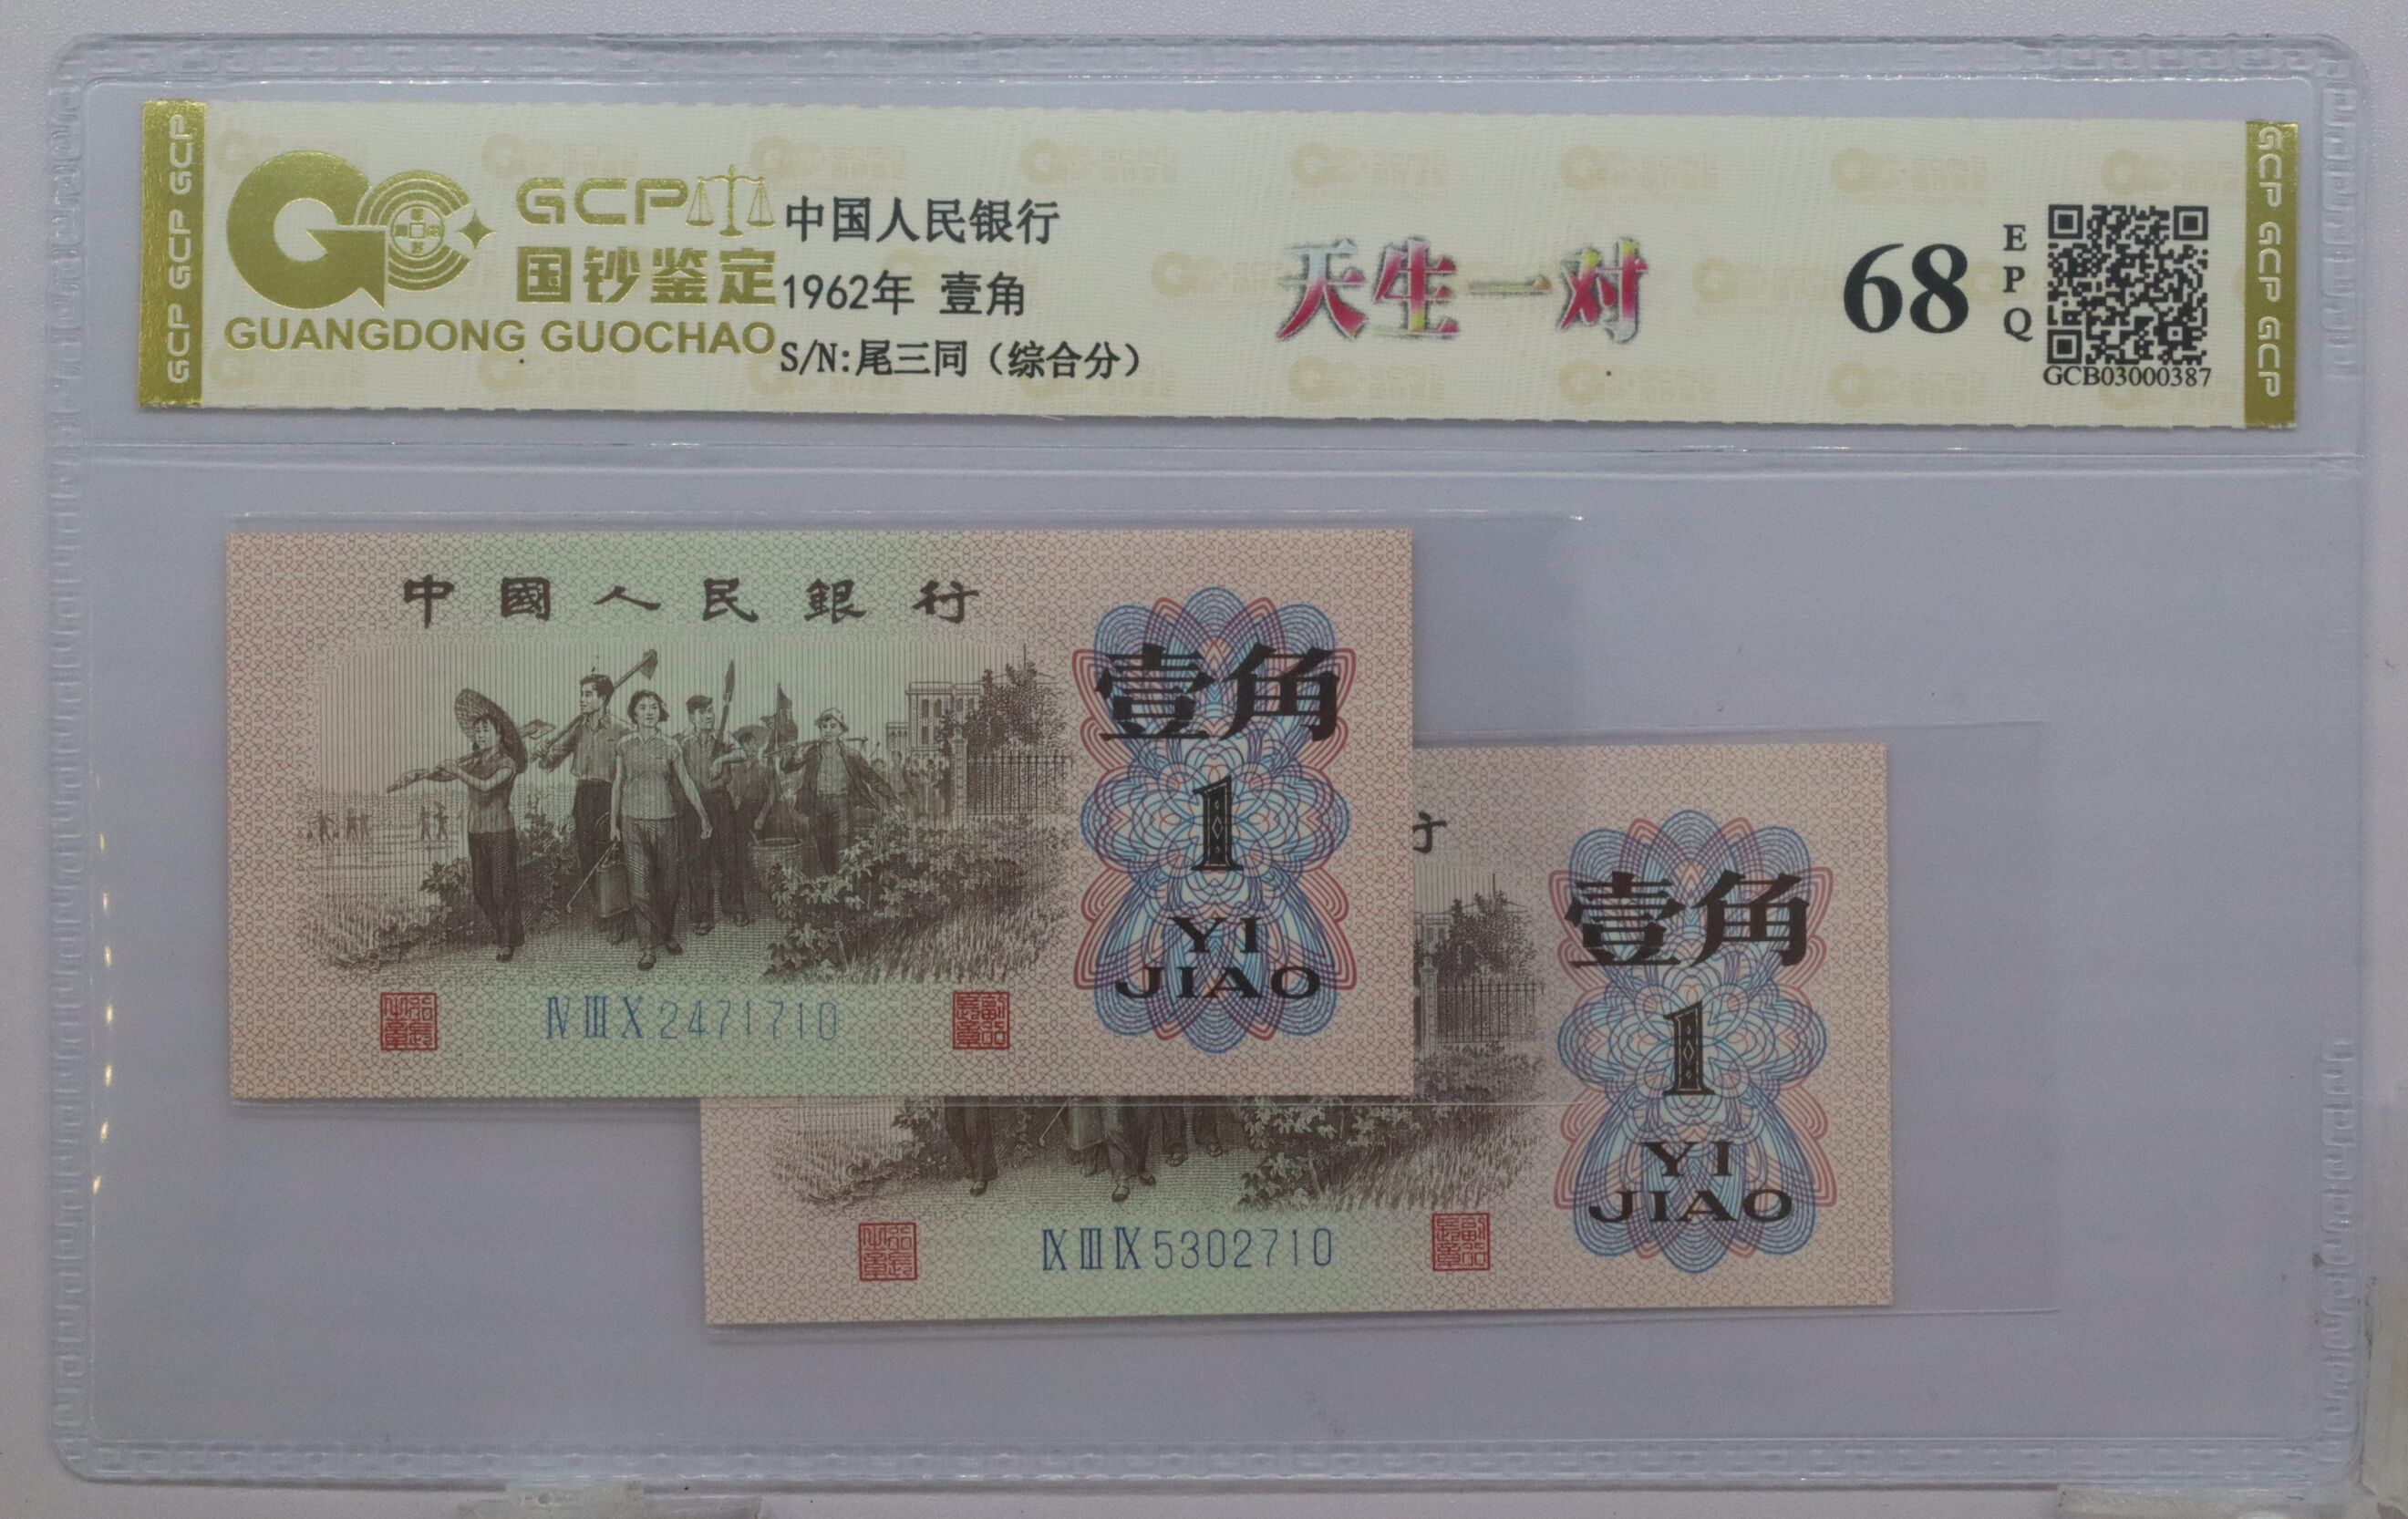 GCP GCP GCP
GCP
国钞鉴定
GUANGDONG GUOCHAO
中国人民银行
1962年 壹角
S/N:尾三同（综合分）
天生一对
68
EPQ
GCB03000387
GCP GCP GCP GCP
中國人民銀行
壹角
1
YI
JIAO
ⅣⅢⅩ2471710
行
壹角
1
YI
JIAO
ⅨⅢⅨ5302710